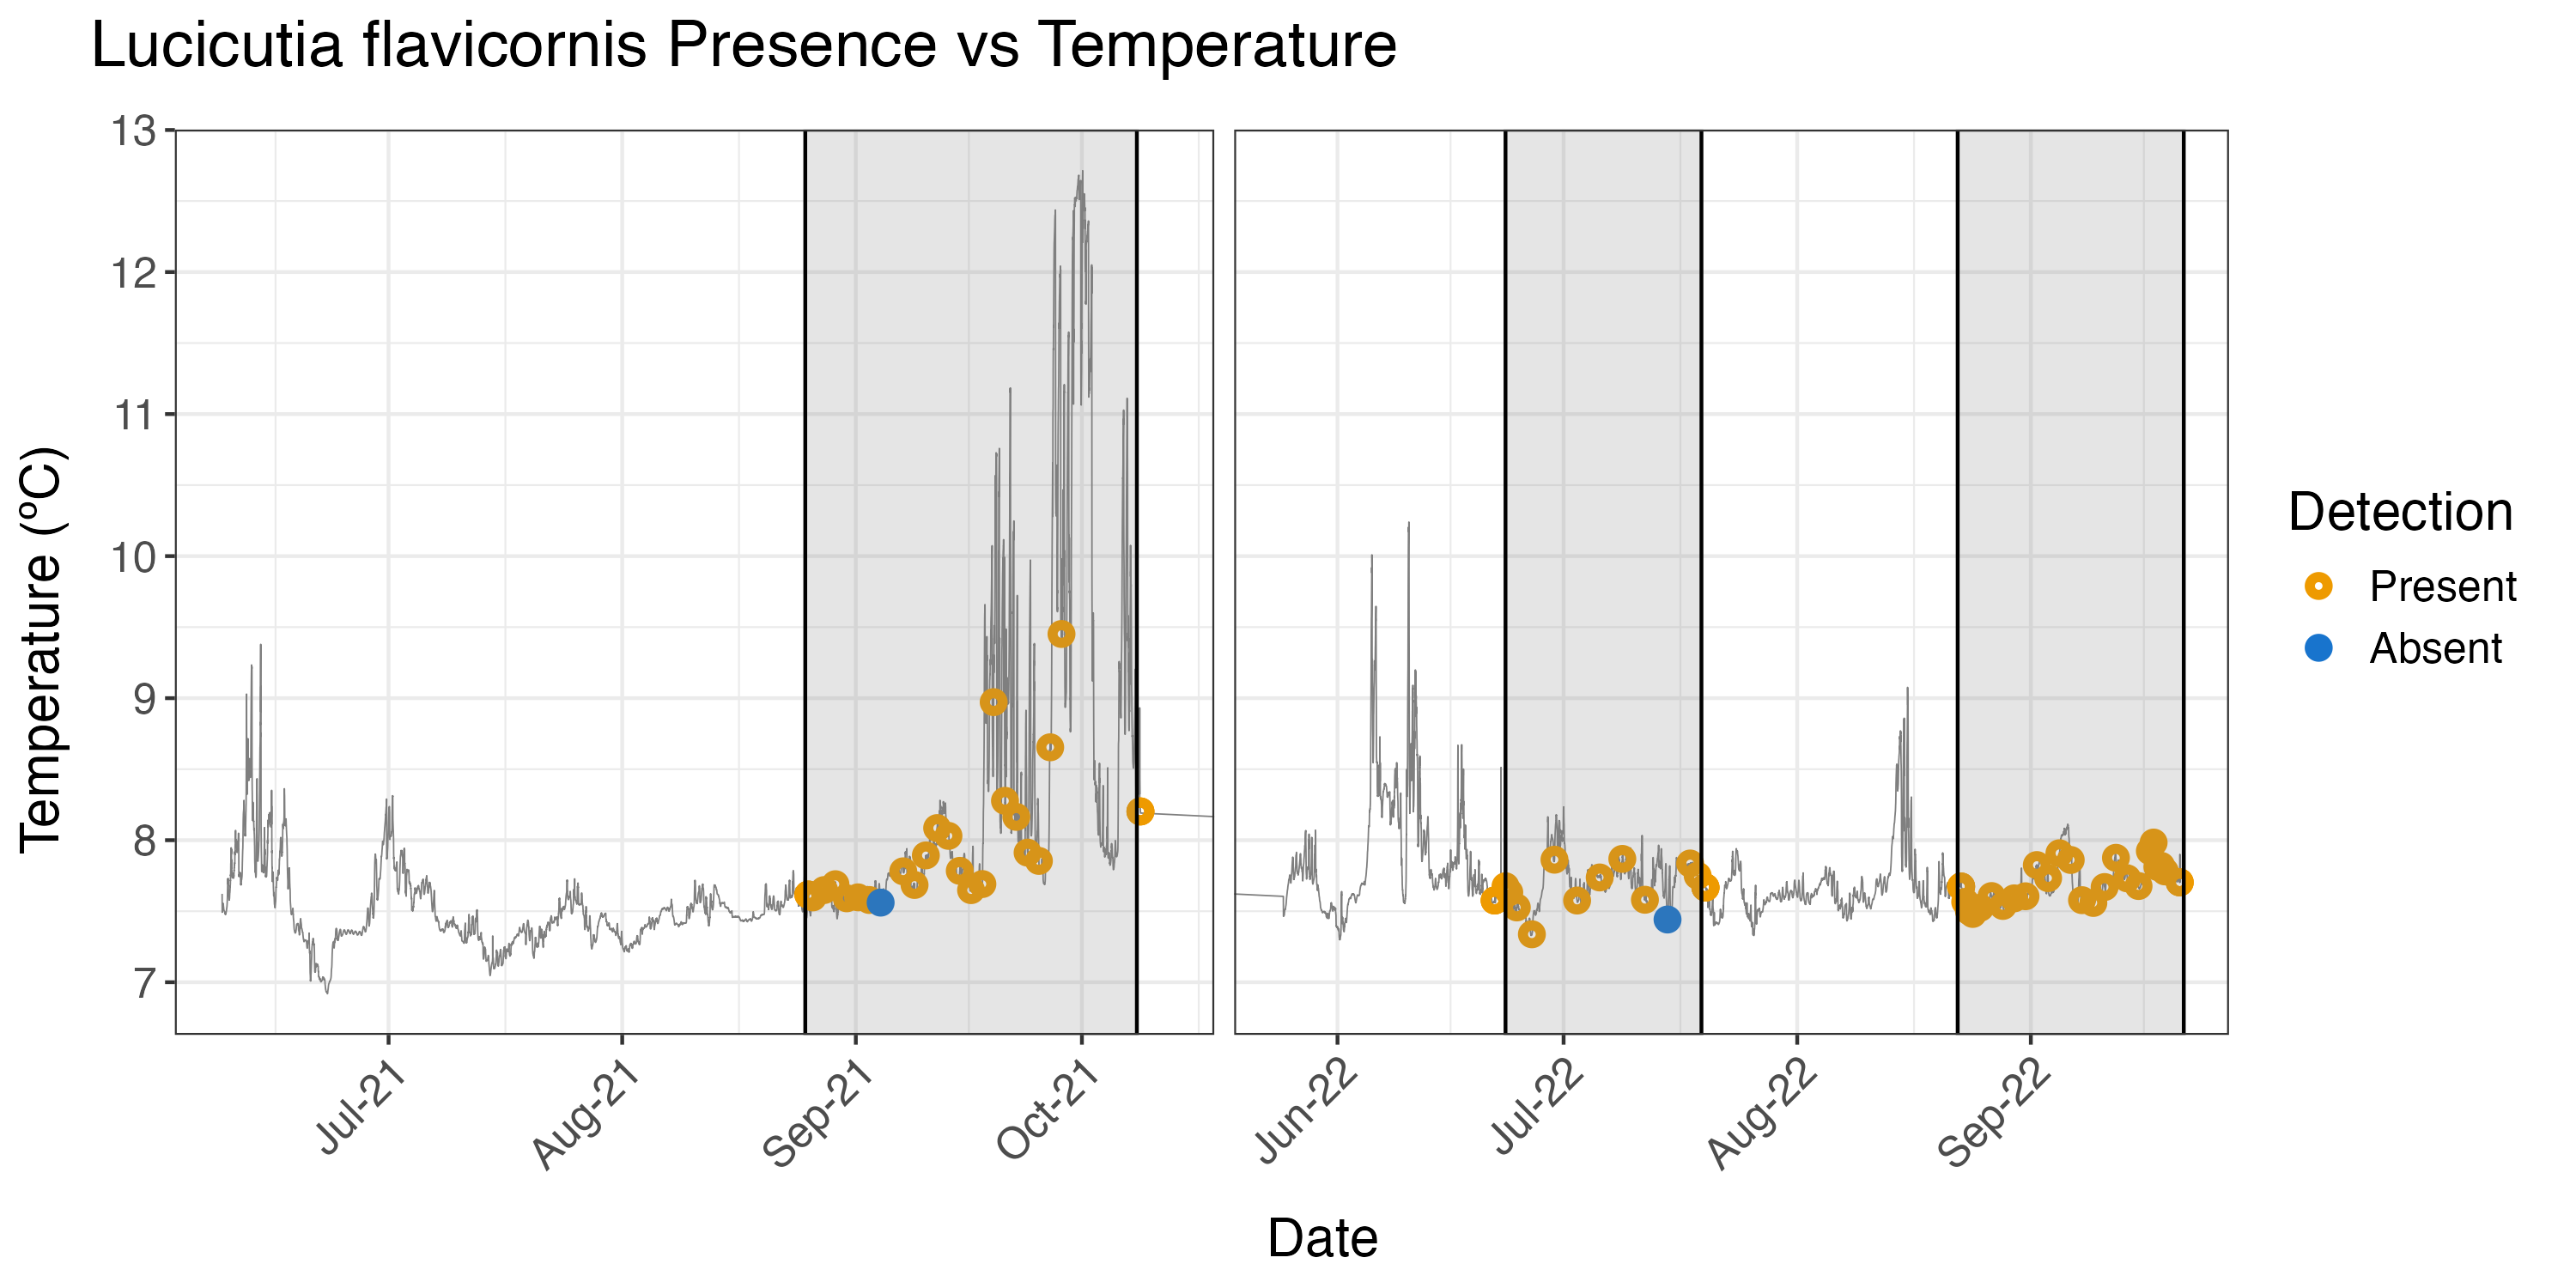 Lucicutia flavicornis Presence vs Temperature
Temperature (ºC)
13
12
11
10
9
8
7
Jul-21
Aug-21
Sep-21
Oct-21
Jun-22
Jul-22
Aug-22
Sep-22
Date
Detection
Present
Absent